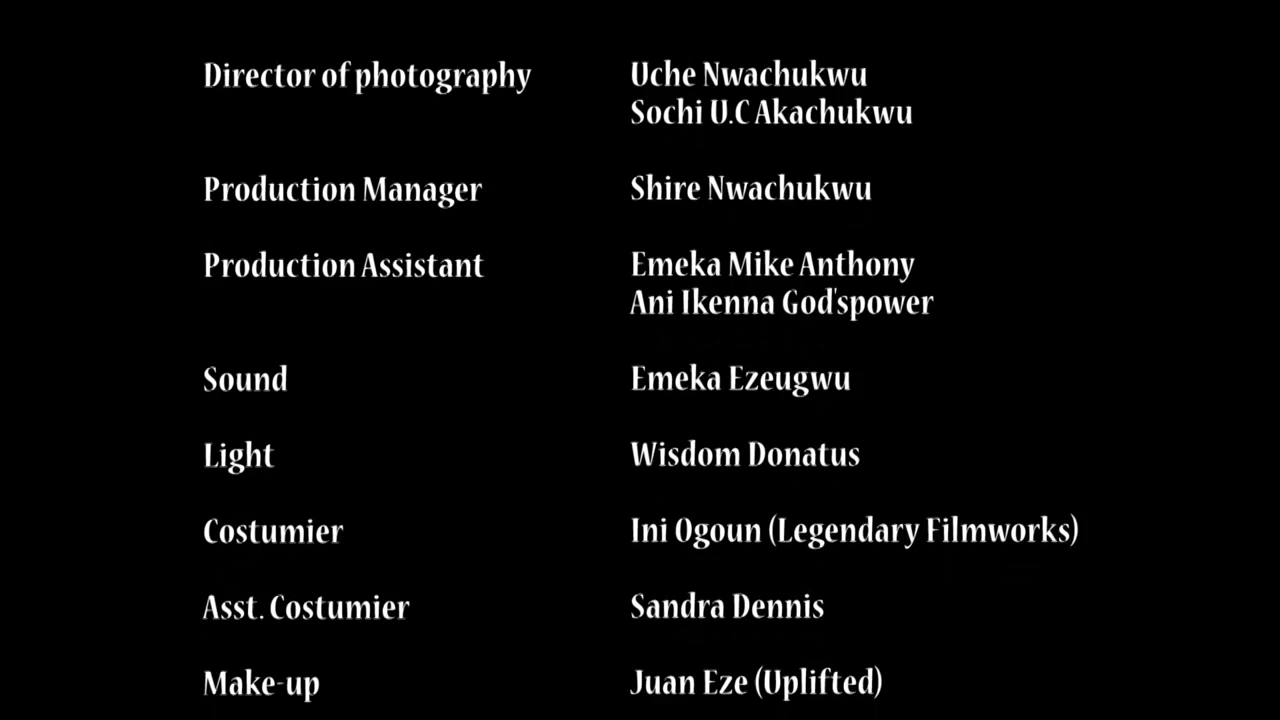 Director of photography Uche Nwachukwu
Sochi U.C Akachukwu
Production Manager Shire Nwachukwu
Production Assistant Emeka Mike Anthony
Ani Ikenna God'spower
Sound Emeka Ezeugwu
Light Wisdom Donatus
Costumier Ini Ogoun (Legendary Filmworks)
Asst. Costumier Sandra Dennis
Make-up Juan Eze (Uplifted)